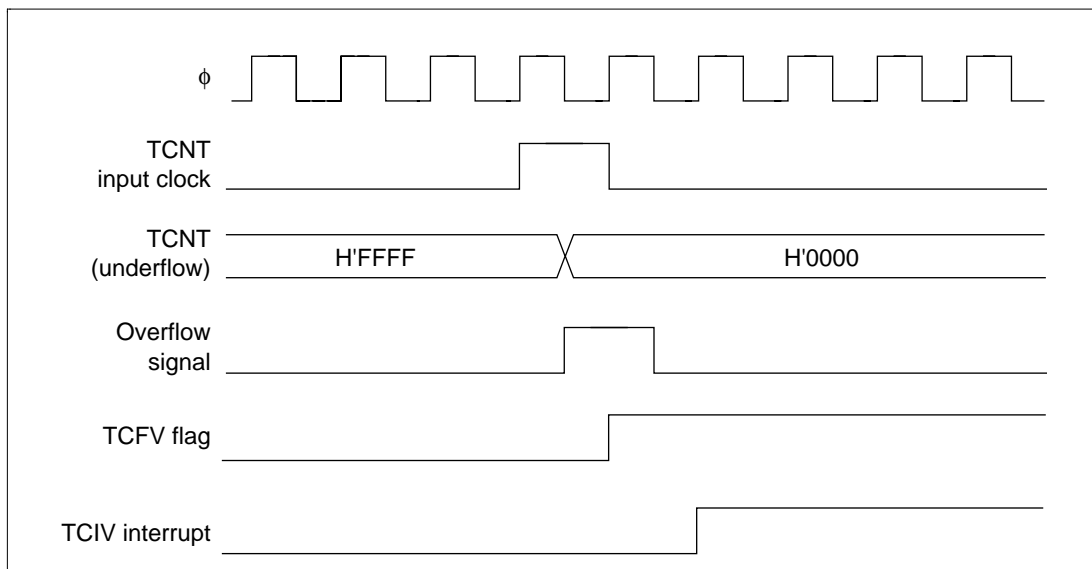 ϕ
TCNT
input clock
TCNT
(underflow)
H'FFFF
H'0000
Overflow
signal
TCFV flag
TCIV interrupt